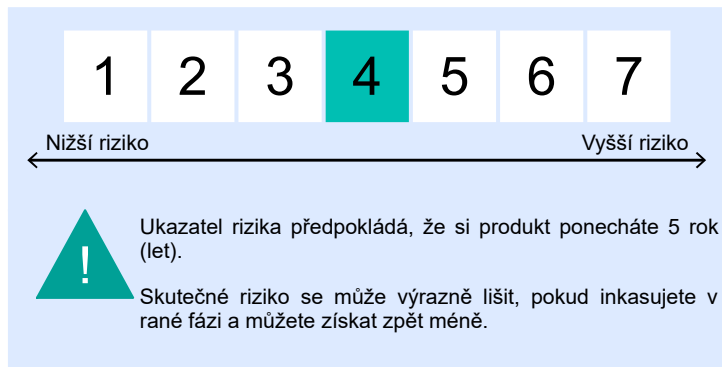 1 2 3 4 5 6 7
Nižší riziko Vyšší riziko
!
Ukazatel rizika předpokládá, že si produkt ponecháte 5 rok
(let).
Skutečné riziko se může výrazně lišit, pokud inkasujete v
rané fázi a můžete získat zpět méně.